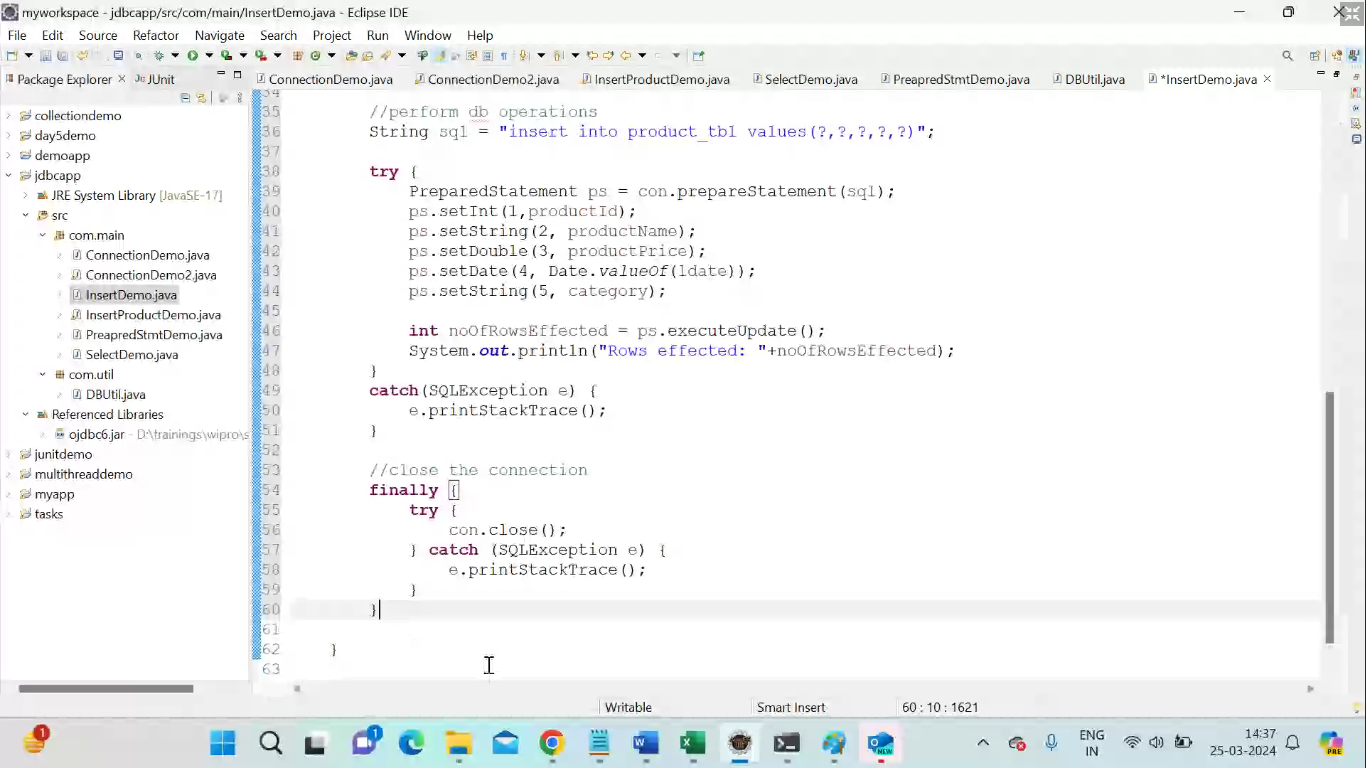 myworkspace - jdbcapp/src/com/main/InsertDemo.java - Eclipse IDE
File Edit Source Refactor Navigate Search Project Run Window Help
Package Explorer JUnit
ConnectionDemo.java ConnectionDemo2.java InsertProductDemo.java SelectDemo.java PreapredStmtDemo.java DBUtil.java *InsertDemo.java
collectiondemo
day5demo
demoapp
jdbcapp
JRE System Library [JavaSE-17]
src
com.main
ConnectionDemo.java
ConnectionDemo2.java
InsertDemo.java
InsertProductDemo.java
PreapredStmtDemo.java
SelectDemo.java
com.util
DBUtil.java
Referenced Libraries
ojdbc6.jar - D:\trainings\wipro\s
junitdemo
multithreaddemo
myapp
tasks
34
35 //perform db operations
36 String sql = "insert into product_tbl values(?,?,?,?,?)";
37
38 try {
39 PreparedStatement ps = con.prepareStatement(sql);
40 ps.setInt(1,productId);
41 ps.setString(2, productName);
42 ps.setDouble(3, productPrice);
43 ps.setDate(4, Date.valueOf(ldate));
44 ps.setString(5, category);
45
46 int noOfRowsEffected = ps.executeUpdate();
47 System.out.println("Rows effected: "+noOfRowsEffected);
48 }
49 catch(SQLException e) {
50 e.printStackTrace();
51 }
52
53 //close the connection
54 finally {
55 try {
56 con.close();
57 } catch (SQLException e) {
58 e.printStackTrace();
59 }
60 }
61
62 }
63
Writable Smart Insert 60 : 10 : 1621
1 1 NEW ENG IN 14:37 25-03-2024 PRE